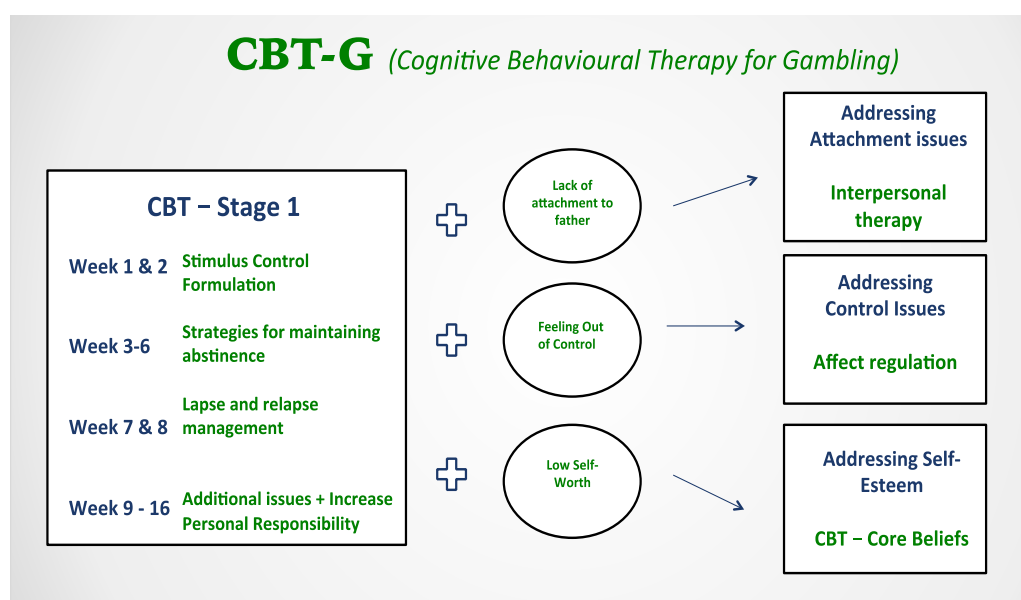 CBT-G (Cognitive Behavioural Therapy for Gambling)
CBT – Stage 1
Week 1 & 2
Stimulus Control
Formulation
Week 3-6
Strategies for maintaining
abstinence
Week 7 & 8
Lapse and relapse
management
Week 9 - 16
Additional issues + Increase
Personal Responsibility
Lack of
attachment to
father
Feeling Out
of Control
Low Self-
Worth
Addressing
Attachment issues
Interpersonal
therapy
Addressing
Control Issues
Affect regulation
Addressing Self-
Esteem
CBT – Core Beliefs